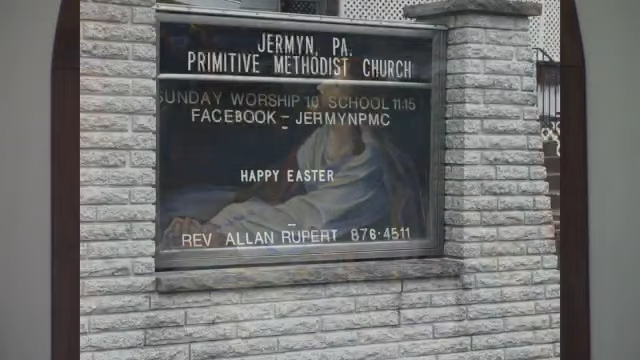 JERMYN, PA.
PRIMITIVE METHODIST CHURCH
SUNDAY WORSHIP 10 SCHOOL 11:15
FACEBOOK - JERMYNPMC
HAPPY EASTER
REV ALLAN RUPERT 876-4511